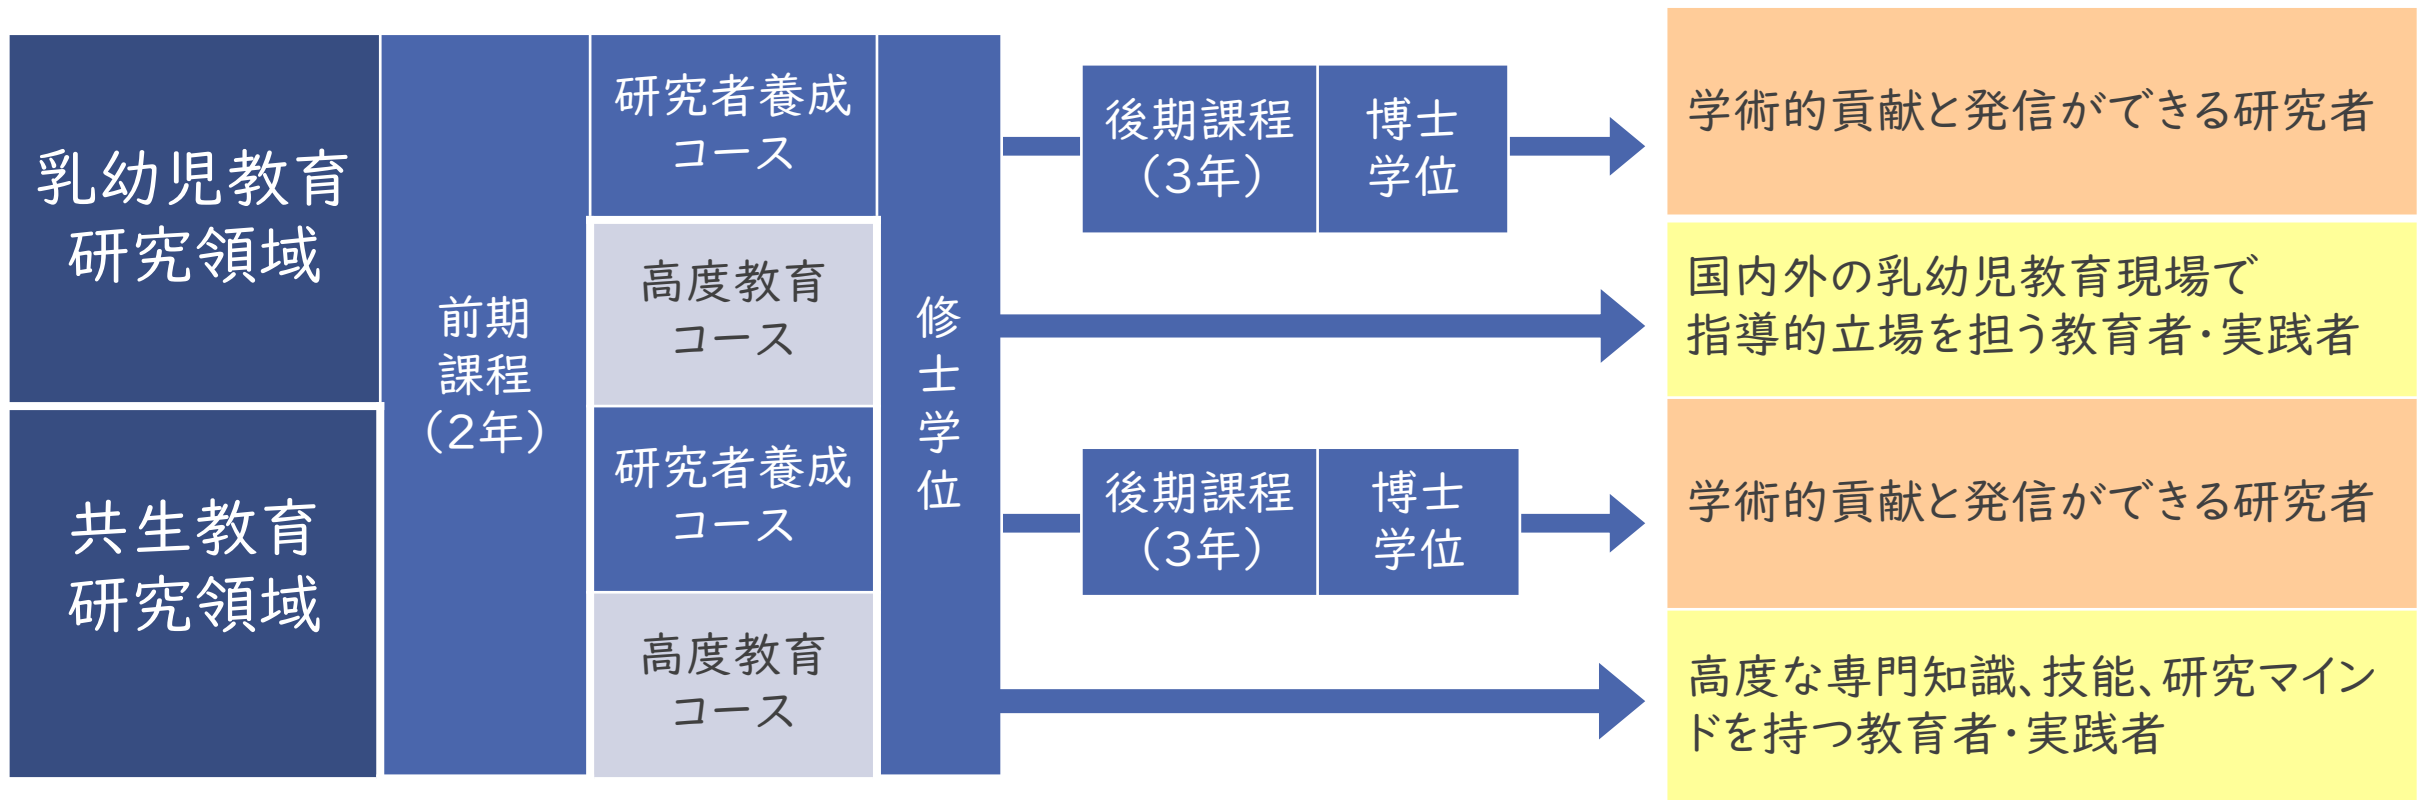 乳幼児教育
研究領域
共生教育
研究領域
前期
課程
（2年）
研究者養成
コース
高度教育
コース
研究者養成
コース
高度教育
コース
修士学位
後期課程
（3年）
博士
学位
学術的貢献と発信ができる研究者
国内外の乳幼児教育現場で
指導的立場を担う教育者・実践者
後期課程
（3年）
博士
学位
学術的貢献と発信ができる研究者
高度な専門知識、技能、研究マイン
ドを持つ教育者・実践者